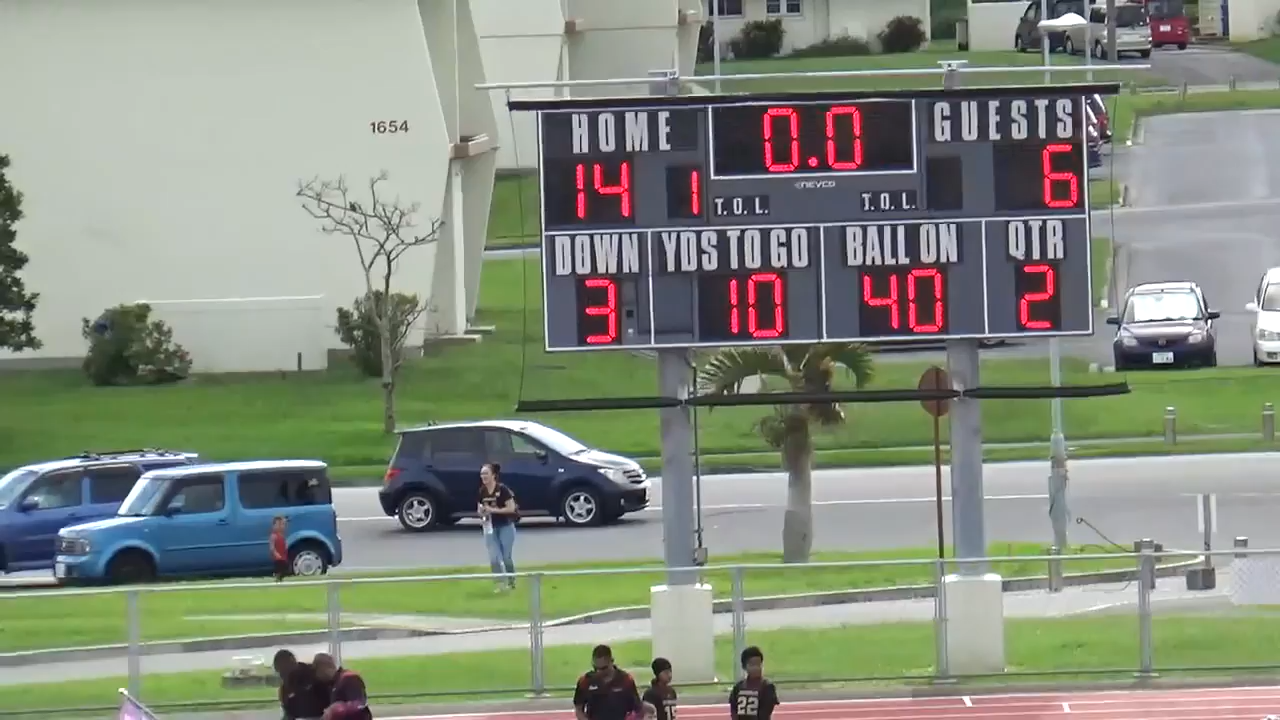 1654
HOME 0.0 GUESTS
14 1 6
NEVCO
T.O.L. T.O.L.
DOWN YDS TO GO BALL ON QTR
3 10 40 2
15 22